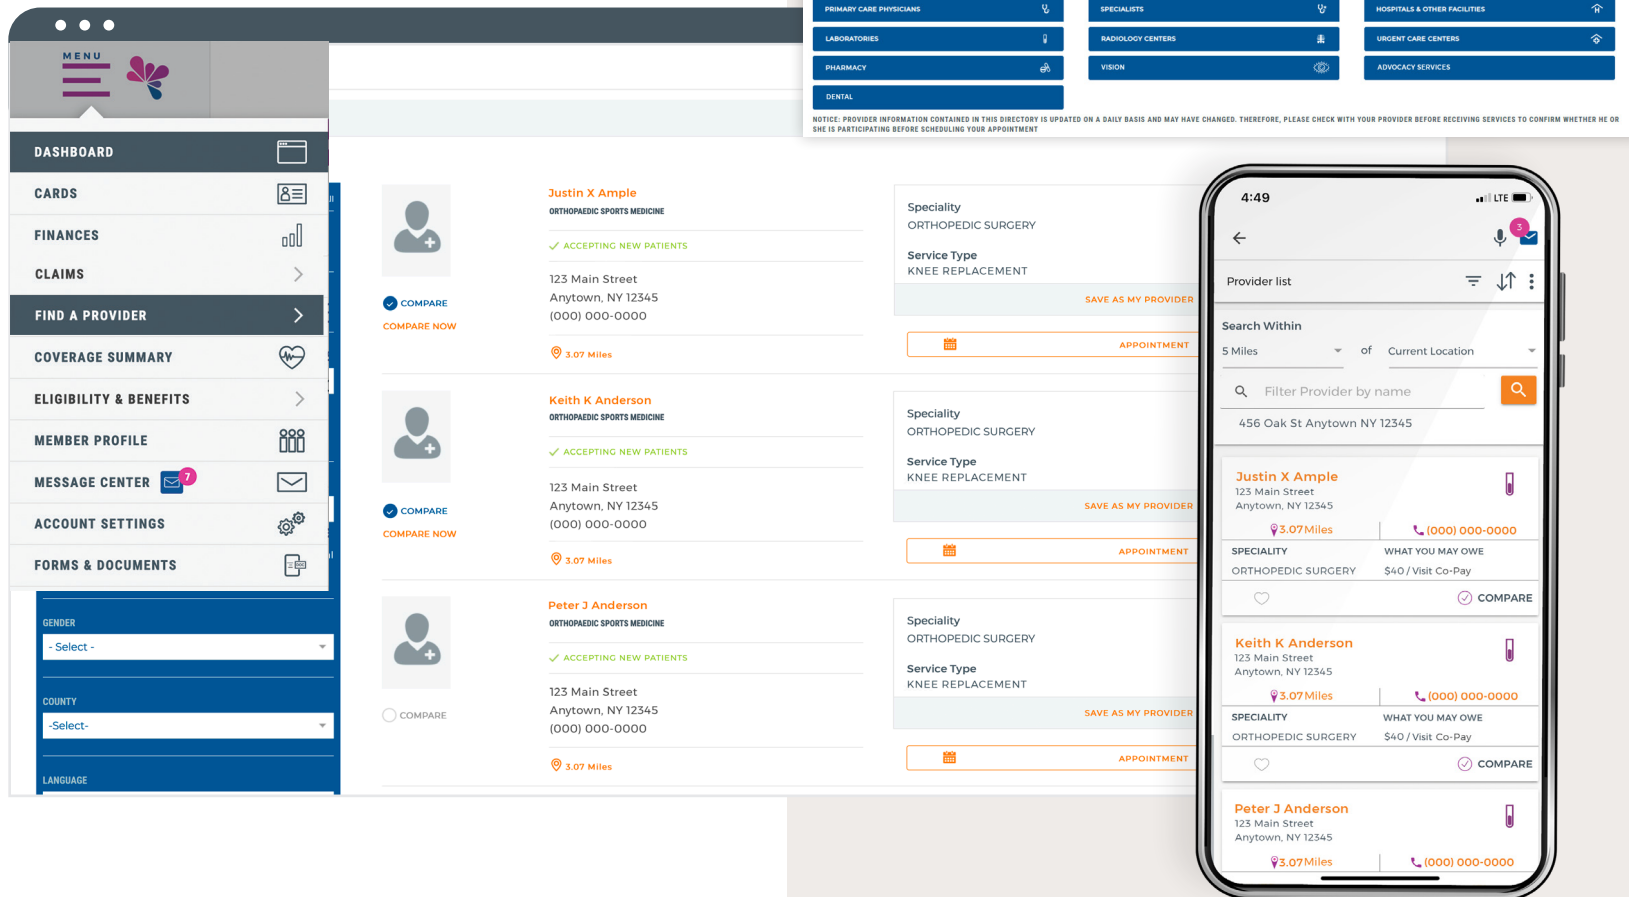 PRIMARY CARE PHYSICIANS
SPECIALISTS
HOSPITALS & OTHER FACILITIES
LABORATORIES
RADIOLOGY CENTERS
URGENT CARE CENTERS
PHARMACY
VISION
ADVOCACY SERVICES
DENTAL
NOTICE: PROVIDER INFORMATION CONTAINED IN THIS DIRECTORY IS UPDATED ON A DAILY BASIS AND MAY HAVE CHANGED. THEREFORE, PLEASE CHECK WITH YOUR PROVIDER BEFORE RECEIVING SERVICES TO CONFIRM WHETHER HE OR
SHE IS PARTICIPATING BEFORE SCHEDULING YOUR APPOINTMENT
MENU
DASHBOARD
CARDS
FINANCES
CLAIMS
FIND A PROVIDER
COVERAGE SUMMARY
ELIGIBILITY & BENEFITS
MEMBER PROFILE
MESSAGE CENTER 7
ACCOUNT SETTINGS
FORMS & DOCUMENTS
GENDER
- Select -
COUNTY
-Select-
LANGUAGE
Justin X Ample
ORTHOPAEDIC SPORTS MEDICINE
ACCEPTING NEW PATIENTS
123 Main Street
Anytown, NY 12345
(000) 000-0000
3.07 Miles
COMPARE
COMPARE NOW
Speciality
ORTHOPEDIC SURGERY
Service Type
KNEE REPLACEMENT
SAVE AS MY PROVIDER
APPOINTMENT
Keith K Anderson
ORTHOPAEDIC SPORTS MEDICINE
ACCEPTING NEW PATIENTS
123 Main Street
Anytown, NY 12345
(000) 000-0000
3.07 Miles
COMPARE
COMPARE NOW
Speciality
ORTHOPEDIC SURGERY
Service Type
KNEE REPLACEMENT
SAVE AS MY PROVIDER
APPOINTMENT
Peter J Anderson
ORTHOPAEDIC SPORTS MEDICINE
ACCEPTING NEW PATIENTS
123 Main Street
Anytown, NY 12345
(000) 000-0000
3.07 Miles
COMPARE
Speciality
ORTHOPEDIC SURGERY
Service Type
KNEE REPLACEMENT
SAVE AS MY PROVIDER
APPOINTMENT
4:49
LTE
3
Provider list
Search Within
5 Miles of Current Location
Filter Provider by name
456 Oak St Anytown NY 12345
Justin X Ample
123 Main Street
Anytown, NY 12345
3.07Miles (000) 000-0000
SPECIALITY WHAT YOU MAY OWE
ORTHOPEDIC SURGERY $40 / Visit Co-Pay
COMPARE
Keith K Anderson
123 Main Street
Anytown, NY 12345
3.07Miles (000) 000-0000
SPECIALITY WHAT YOU MAY OWE
ORTHOPEDIC SURGERY $40 / Visit Co-Pay
COMPARE
Peter J Anderson
123 Main Street
Anytown, NY 12345
3.07Miles (000) 000-0000